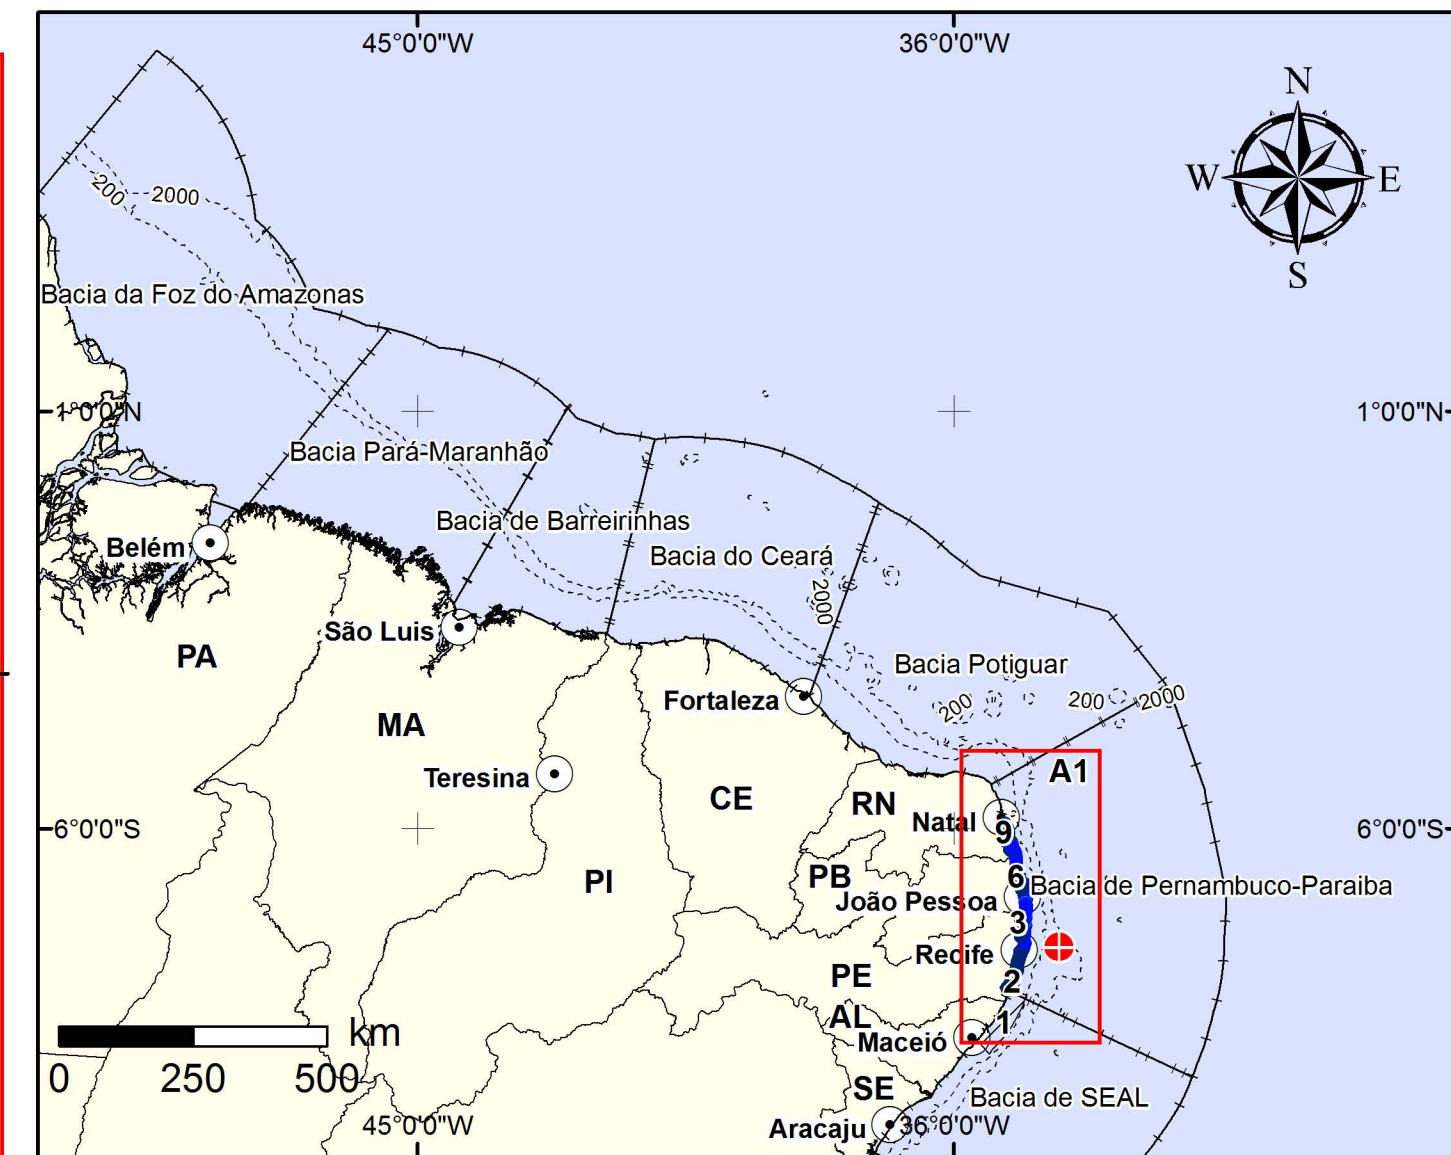 45°0'0"W
36°0'0"W
N
W
E
S
200
2000
Bacia da Foz do Amazonas
1°0'0"N
1°0'0"N
Bacia Pará-Maranhão
Bacia de Barreirinhas
Belém
Bacia do Ceará
2000
São Luis
PA
Bacia Potiguar
Fortaleza
200
200
2000
MA
Teresina
A1
CE
RN
Natal
9
6°0'0"S
6°0'0"S
PI
PB
6
Bacia de Pernambuco-Paraiba
João Pessoa
3
Recife
PE
2
AL
1
Maceió
km
0
250
500
SE
Bacia de SEAL
45°0'0"W
Aracaju
36°0'0"W